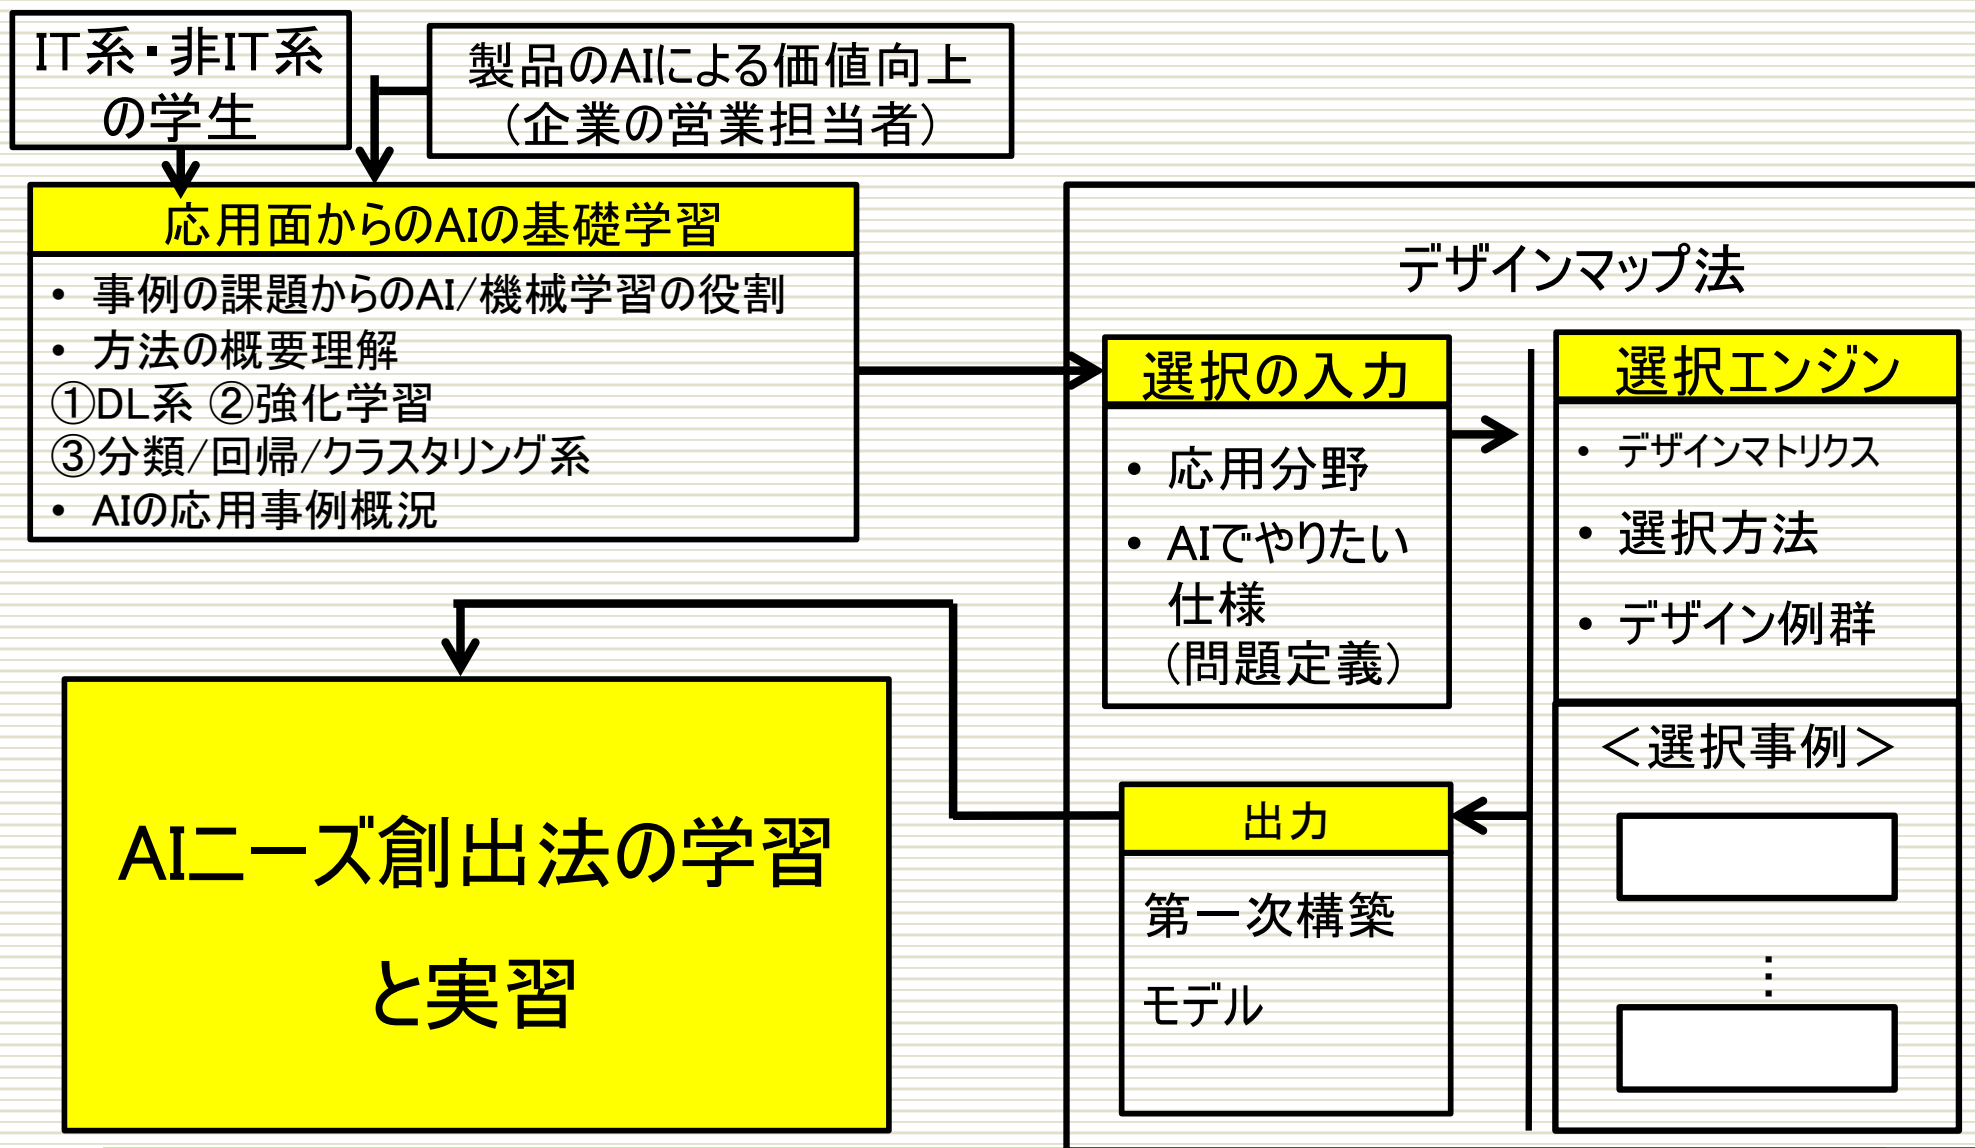 IT系・非IT系
の学生
製品のAIによる価値向上
(企業の営業担当者)
応用面からのAIの基礎学習
• 事例の課題からのAI/機械学習の役割
• 方法の概要理解
①DL系 ②強化学習
③分類/回帰/クラスタリング系
• AIの応用事例概況
デザインマップ法
選択の入力
• 応用分野
• AIでやりたい
仕様
(問題定義)
選択エンジン
• デザインマトリクス
• 選択方法
• デザイン例群
＜選択事例＞
⋮
出力
第一次構築
モデル
AIニーズ創出法の学習
と実習